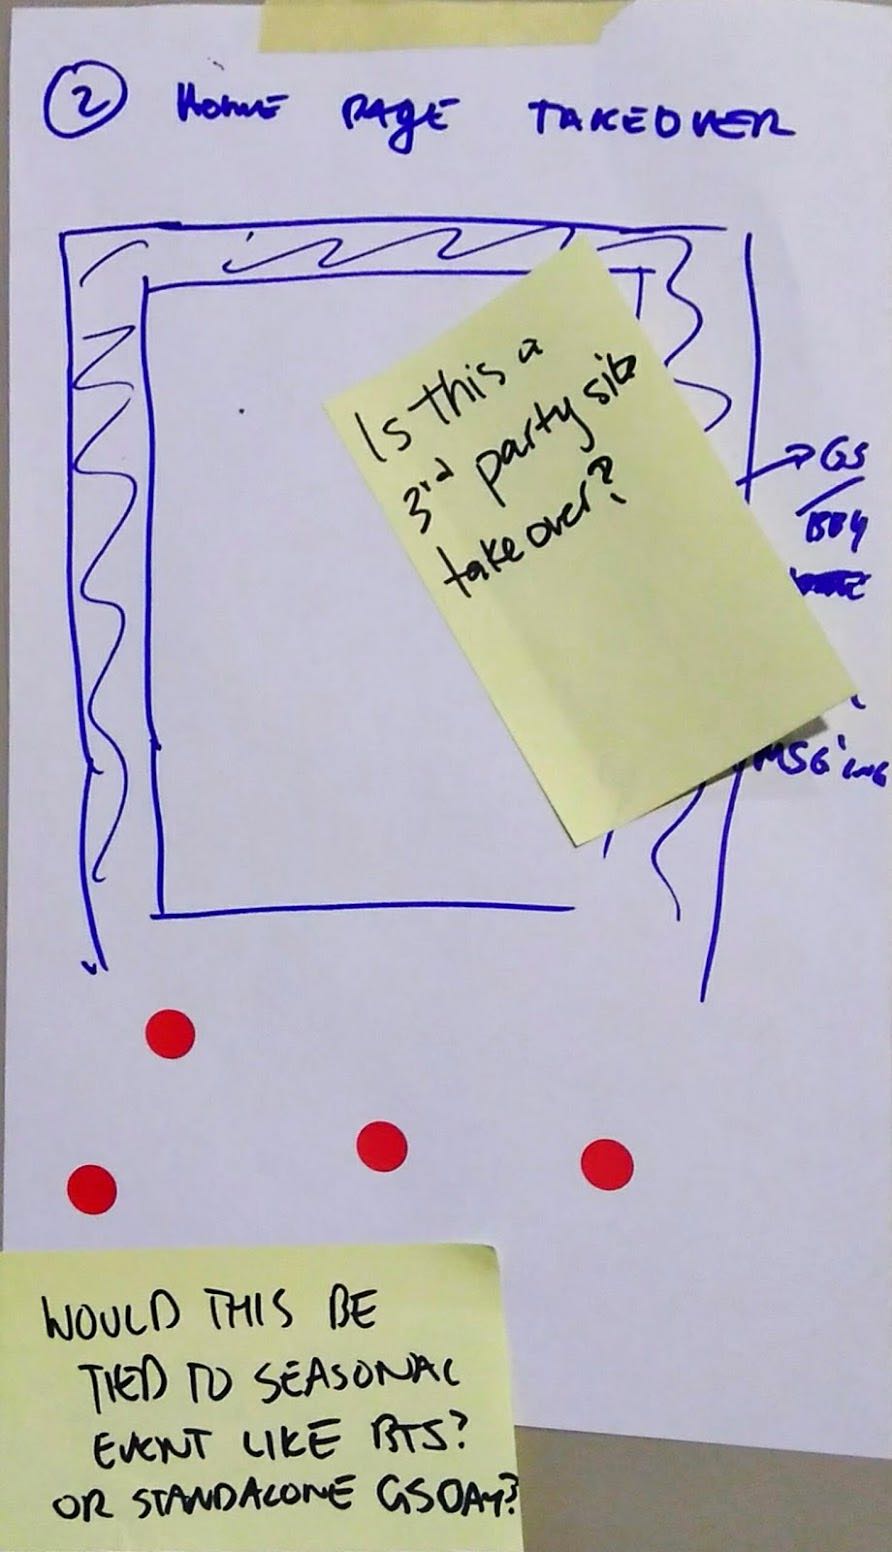 2 HOME PAGE TAKEOVER
Is this a
3rd party site
takeover?
GS
BBY
MSG'ING
WOULD THIS BE
TIED TO SEASONAL
EVENT LIKE BTS?
OR STANDALONE GSDAY?